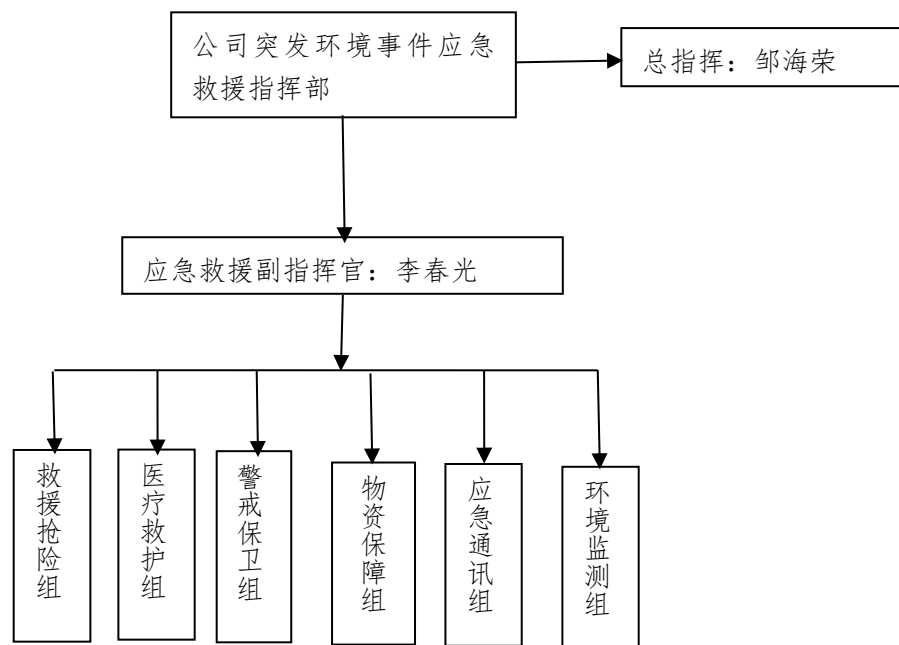 公司突发环境事件应急
救援指挥部
总指挥：邹海荣
应急救援副指挥官：李春光
救援抢险组
医疗救护组
警戒保卫组
物资保障组
应急通讯组
环境监测组